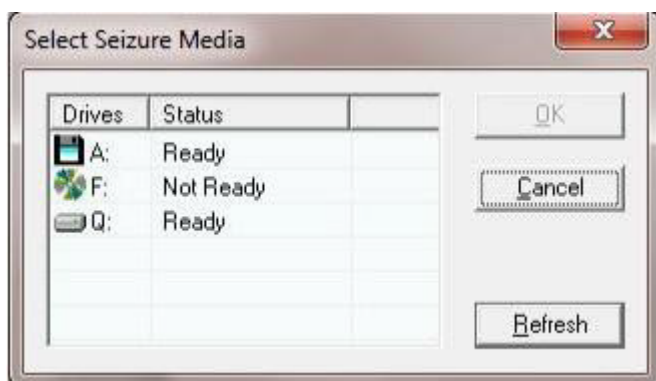 Select Seizure Media
Drives Status
A: Ready
F: Not Ready
Q: Ready
OK
Cancel
Refresh